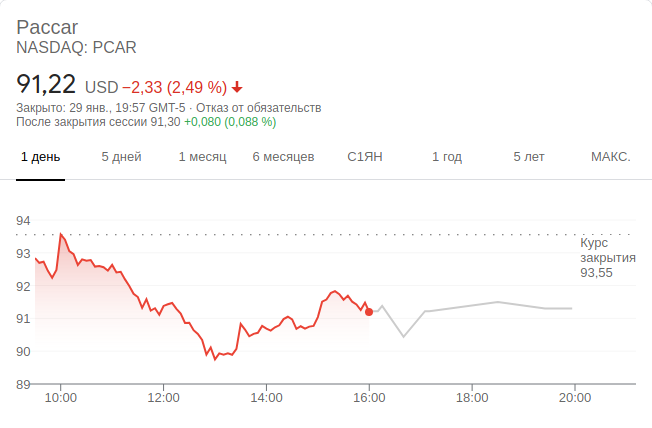 Paccar
NASDAQ: PCAR
91,22 USD −2,33 (2,49 %)
Закрыто: 29 янв., 19:57 GMT-5 · Отказ от обязательств
После закрытия сессии 91,30 +0,080 (0,088 %)
1 день 5 дней 1 месяц 6 месяцев С1ЯН 1 год 5 лет МАКС.
94
Курс
закрытия
93,55
93
92
91
90
89
10:00 12:00 14:00 16:00 18:00 20:00